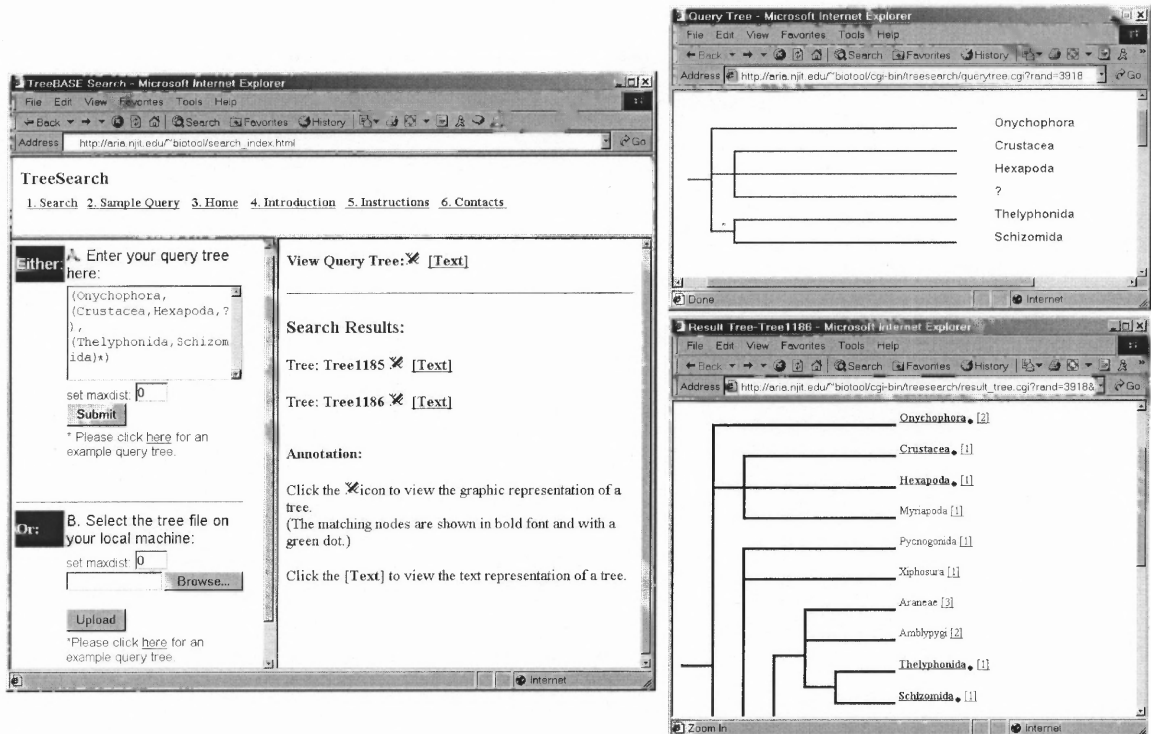 TreeBASE Search - Microsoft Internet Explorer
File Edit View Favorites Tools Help
Back Search Favorites History
Address http://aria.njit.edu/~biotool/search_index.html Go
TreeSearch
1. Search 2. Sample Query 3. Home 4. Introduction 5. Instructions 6. Contacts
Either:
A. Enter your query tree
here:
(Onychophora,
(Crustacea,Hexapoda,?
),
(Thelyphonida,Schizom
ida)*)
set maxdist: 0
Submit
* Please click here for an
example query tree.
Or:
B. Select the tree file on
your local machine:
set maxdist: 0
Browse...
Upload
*Please click here for an
example query tree.
View Query Tree: [Text]
Search Results:
Tree: Tree1185 [Text]
Tree: Tree1186 [Text]
Annotation:
Click the icon to view the graphic representation of a
tree.
(The matching nodes are shown in bold font and with a
green dot.)
Click the [Text] to view the text representation of a tree.
Internet
Query Tree - Microsoft Internet Explorer
File Edit View Favorites Tools Help
Back Search Favorites History
Address http://aria.njit.edu/~biotool/cgi-bin/treesearch/querytree.cgi?rand=3918 Go
Onychophora
Crustacea
Hexapoda
?
Thelyphonida
Schizomida
Done Internet
Result Tree-Tree1186 - Microsoft Internet Explorer
File Edit View Favorites Tools Help
Back Search Favorites History
Address http://aria.njit.edu/~biotool/cgi-bin/treesearch/result_tree.cgi?rand=3918& Go
Onychophora [2]
Crustacea [1]
Hexapoda [1]
Myriapoda [1]
Pycnogonida [1]
Xiphosura [1]
Araneae [3]
Amblypygi [2]
Thelyphonida [1]
Schizomida [1]
Zoom In Internet